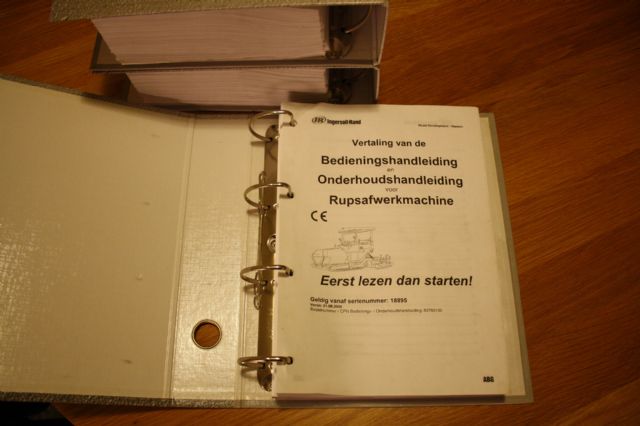 IR Ingersoll-Rand
Vertaling van de
Bedieningshandleiding
en
Onderhoudshandleiding
voor
Rupsafwerkmachine
CE
Eerst lezen dan starten!
Geldig vanaf serienummer: 18895
ABG